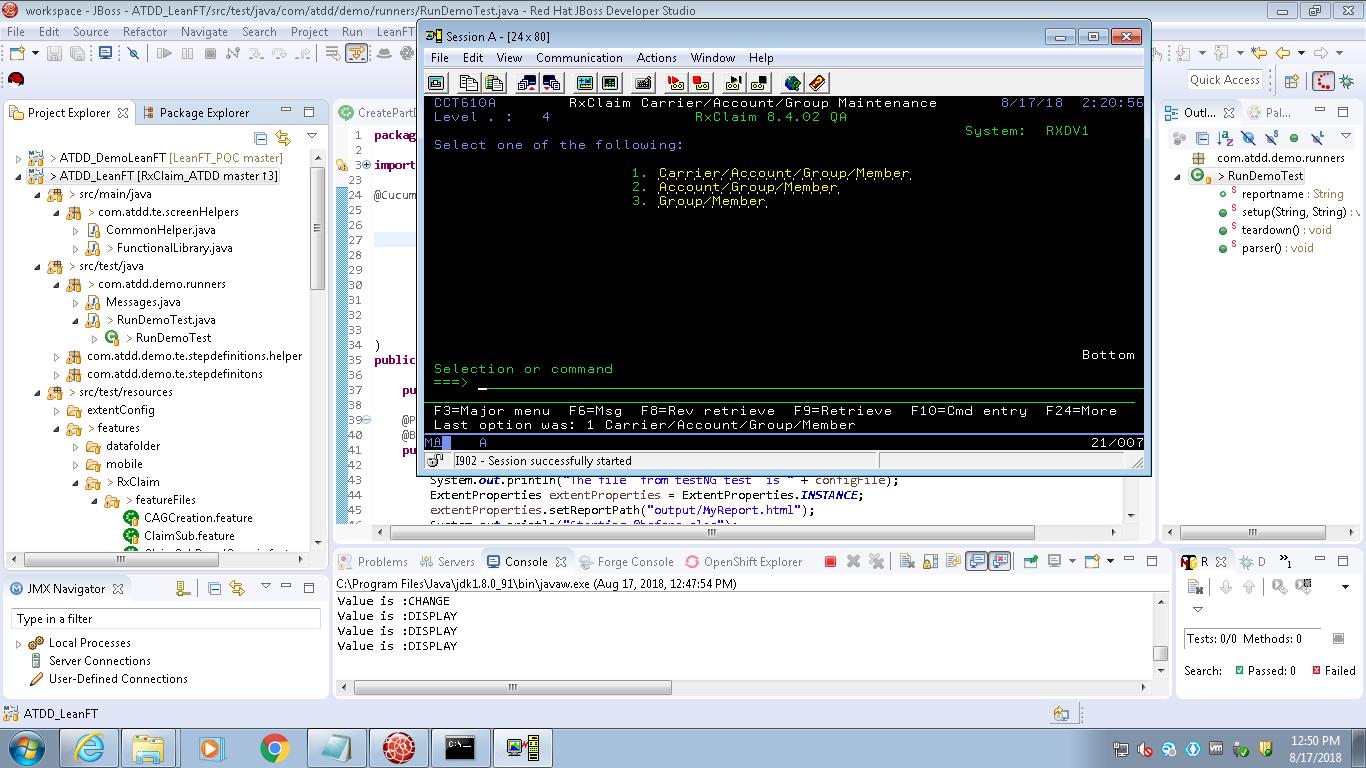 workspace - JBoss - ATDD_LeanFT/src/test/java/com/atdd/demo/runners/RunDemoTest.java - Red Hat JBoss Developer Studio
File Edit Source Refactor Navigate Search Project Run LeanFT
Quick Access
Project Explorer
Package Explorer
> ATDD_DemoLeanFT [LeanFT_POC master]
> ATDD_LeanFT [RxClaim_ATDD master ↑3]
> src/main/java
> com.atdd.te.screenHelpers
CommonHelper.java
> FunctionalLibrary.java
> src/test/java
> com.atdd.demo.runners
Messages.java
> RunDemoTest.java
> RunDemoTest
com.atdd.demo.te.stepdefinitions.helper
com.atdd.demo.te.stepdefinitons
> src/test/resources
extentConfig
> features
> datafolder
> mobile
> RxClaim
> featureFiles
CAGCreation.feature
ClaimSub.feature
JMX Navigator
Type in a filter
Local Processes
Server Connections
User-Defined Connections
CreatePartD
1 packag
2
3 import
24 @Cucum
25
26
27
28
29
30
31
32
33
34 )
35 public
36
37 pu
38
39 @P
40 @B
41 pu
43 System.out.println("The file from testNG test is " + configFile);
44 ExtentProperties extentProperties = ExtentProperties.INSTANCE;
45 extentProperties.setReportPath("output/MyReport.html");
Session A - [24 x 80]
File Edit View Communication Actions Window Help
CCT610A RxClaim Carrier/Account/Group Maintenance 8/17/18 2:20:56
Level . : 4 RxClaim 8.4.02 QA
System: RXDV1
Select one of the following:
1. Carrier/Account/Group/Member
2. Account/Group/Member
3. Group/Member
Bottom
Selection or command
===>
F3=Major menu F6=Msg F8=Rev retrieve F9=Retrieve F10=Cmd entry F24=More
Last option was: 1 Carrier/Account/Group/Member
MA A 21/007
I902 - Session successfully started
Outl...
Pal...
com.atdd.demo.runners
> RunDemoTest
reportname : String
setup(String, String) : v
teardown() : void
parser() : void
Problems Servers Console Forge Console OpenShift Explorer
C:\Program Files\Java\jdk1.8.0_91\bin\javaw.exe (Aug 17, 2018, 12:47:54 PM)
Value is :CHANGE
Value is :DISPLAY
Value is :DISPLAY
Value is :DISPLAY
R
D
»1
Tests: 0/0 Methods: 0
Search: Passed: 0 Failed
ATDD_LeanFT
12:50 PM
8/17/2018